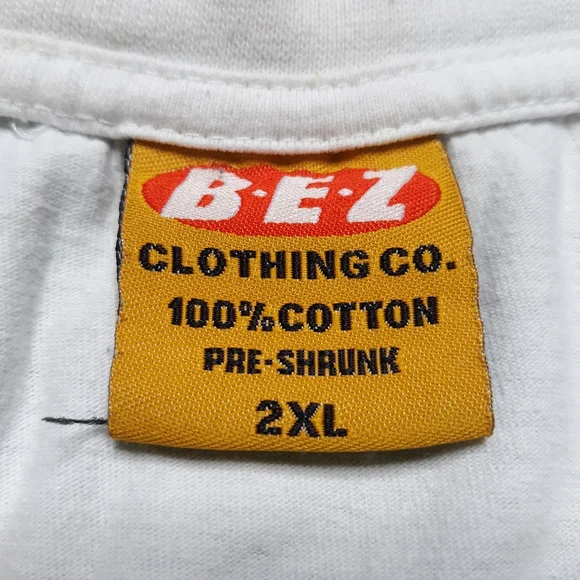 B·E·Z
CLOTHING CO.
100% COTTON
PRE-SHRUNK
2XL